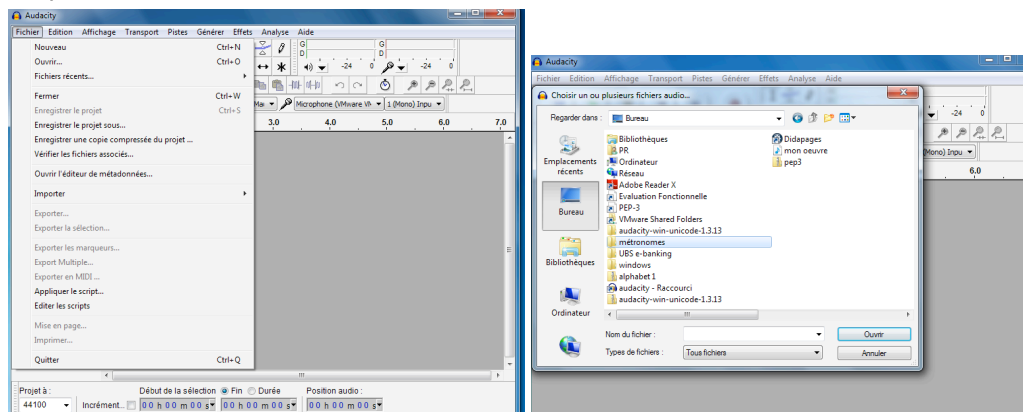 Audacity
Fichier Edition Affichage Transport Pistes Générer Effets Analyse Aide
Nouveau Ctrl+N
Ouvrir... Ctrl+O
Fichiers récents...
Fermer Ctrl+W
Enregistrer le projet Ctrl+S
Enregistrer le projet sous...
Enregistrer une copie compressée du projet ...
Vérifier les fichiers associés...
Ouvrir l'éditeur de métadonnées...
Importer
Exporter...
Exporter la sélection...
Exporter les marqueurs...
Export Multiple...
Exporter en MIDI ...
Appliquer le script...
Editer les scripts
Mise en page...
Imprimer...
Quitter Ctrl+Q
G G
D D
-24 0 -24 0
Microphone (VMware 1 (Mono) Inpu
3.0 4.0 5.0 6.0 7.0
Projet à : Début de la sélection Fin Durée Position audio :
44100 Incrément... 00 h 00 m 00 s 00 h 00 m 00 s 00 h 00 m 00 s
Audacity
Fichier Edition Affichage Transport Pistes Générer Effets Analyse Aide
Choisir un ou plusieurs fichiers audio...
Regarder dans : Bureau
-24 0
(Mono) Inpu
6.0
Emplacements récents
Bureau
Bibliothèques
Ordinateur
Bibliothèques
PR
Ordinateur
Réseau
Adobe Reader X
Evaluation Fonctionnelle
PEP-3
VMware Shared Folders
audacity-win-unicode-1.3.13
métronomes
UBS e-banking
windows
alphabet1
audacity - Raccourci
audacity-win-unicode-1.3.13
Didapages
mon oeuvre
pep3
Nom du fichier : Ouvrir
Types de fichiers : Tous fichiers Annuler